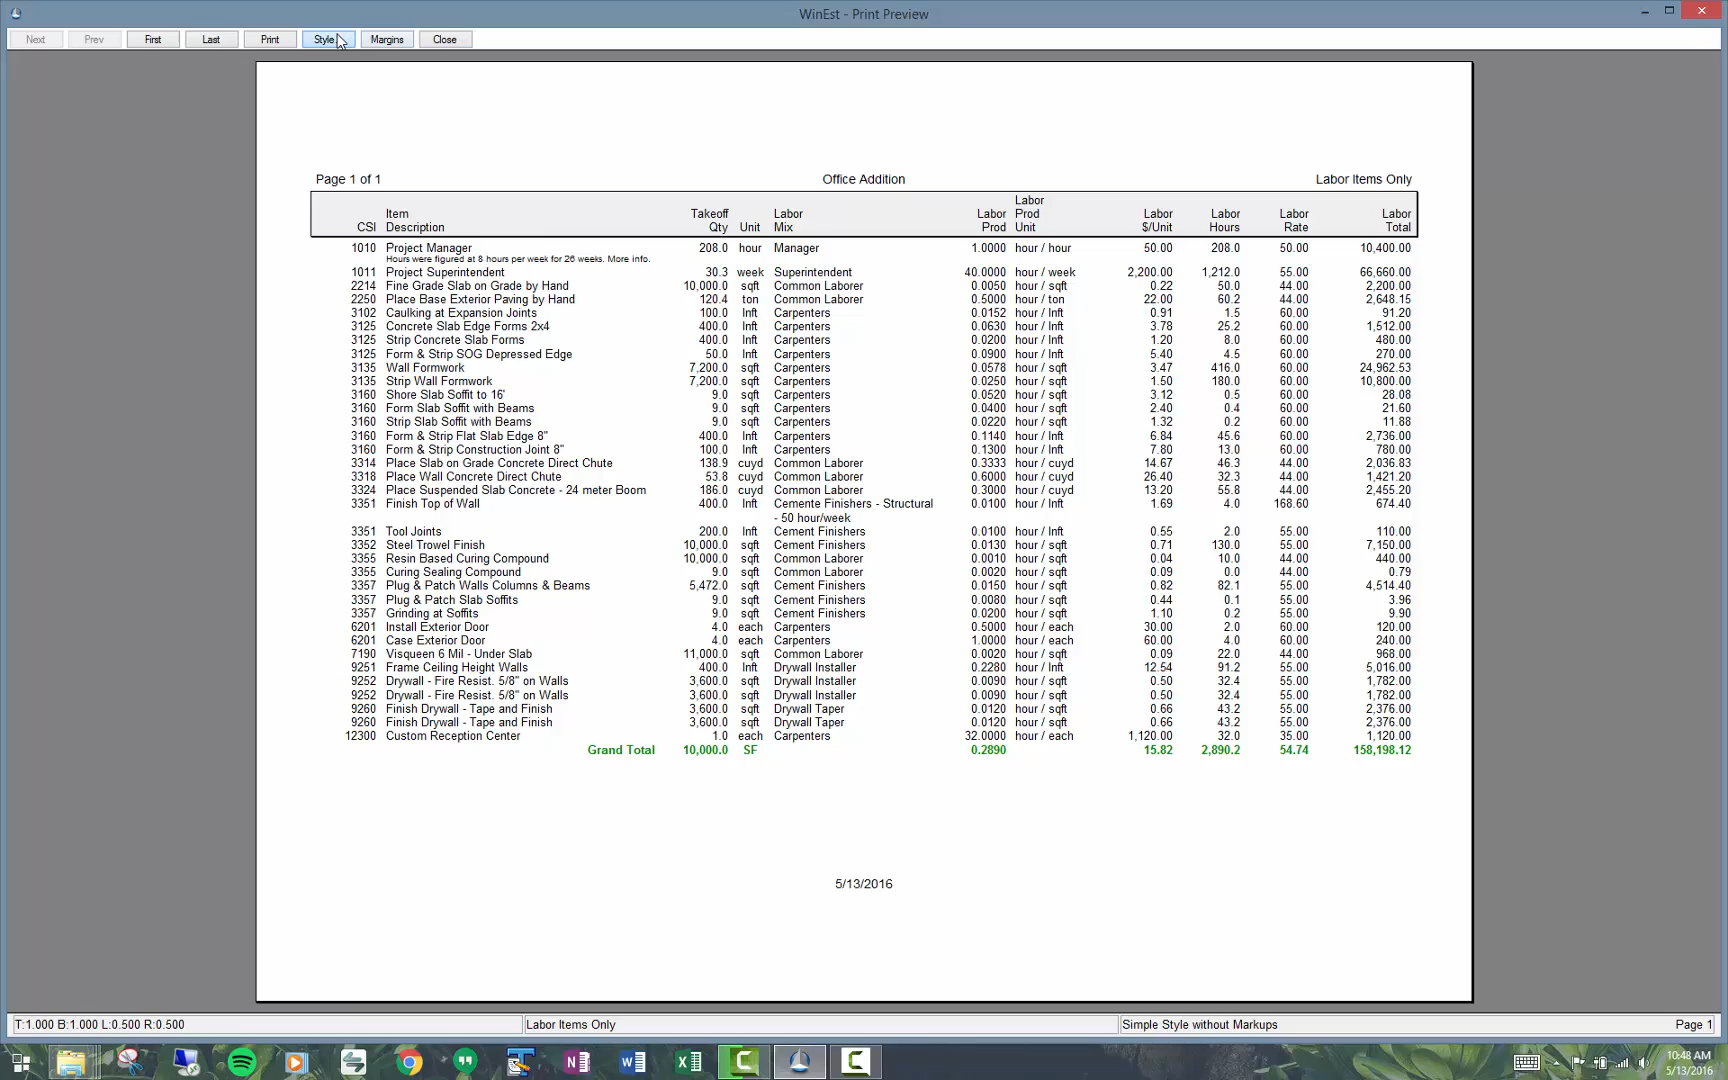 WinEst - Print Preview
Next Prev First Last Print Style Margins Close
Page 1 of 1 Office Addition Labor Items Only
Labor
Item Takeoff Labor Labor Prod Labor Labor Labor Labor
CSI Description Qty Unit Mix Prod Unit $/Unit Hours Rate Total
1010 Project Manager 208.0 hour Manager 1.0000 hour / hour 50.00 208.0 50.00 10,400.00
Hours were figured at 8 hours per week for 26 weeks. More info.
1011 Project Superintendent 30.3 week Superintendent 40.0000 hour / week 2,200.00 1,212.0 55.00 66,660.00
2214 Fine Grade Slab on Grade by Hand 10,000.0 sqft Common Laborer 0.0050 hour / sqft 0.22 50.0 44.00 2,200.00
2250 Place Base Exterior Paving by Hand 120.4 ton Common Laborer 0.5000 hour / ton 22.00 60.2 44.00 2,648.15
3102 Caulking at Expansion Joints 100.0 lnft Carpenters 0.0152 hour / lnft 0.91 1.5 60.00 91.20
3125 Concrete Slab Edge Forms 2x4 400.0 lnft Carpenters 0.0630 hour / lnft 3.78 25.2 60.00 1,512.00
3125 Strip Concrete Slab Forms 400.0 lnft Carpenters 0.0200 hour / lnft 1.20 8.0 60.00 480.00
3125 Form & Strip SOG Depressed Edge 50.0 lnft Carpenters 0.0900 hour / lnft 5.40 4.5 60.00 270.00
3135 Wall Formwork 7,200.0 sqft Carpenters 0.0578 hour / sqft 3.47 416.0 60.00 24,962.53
3135 Strip Wall Formwork 7,200.0 sqft Carpenters 0.0250 hour / sqft 1.50 180.0 60.00 10,800.00
3160 Shore Slab Soffit to 16' 9.0 sqft Carpenters 0.0520 hour / sqft 3.12 0.5 60.00 28.08
3160 Form Slab Soffit with Beams 9.0 sqft Carpenters 0.0400 hour / sqft 2.40 0.4 60.00 21.60
3160 Strip Slab Soffit with Beams 9.0 sqft Carpenters 0.0220 hour / sqft 1.32 0.2 60.00 11.88
3160 Form & Strip Flat Slab Edge 8" 400.0 lnft Carpenters 0.1140 hour / lnft 6.84 45.6 60.00 2,736.00
3160 Form & Strip Construction Joint 8" 100.0 lnft Carpenters 0.1300 hour / lnft 7.80 13.0 60.00 780.00
3314 Place Slab on Grade Concrete Direct Chute 138.9 cuyd Common Laborer 0.3333 hour / cuyd 14.67 46.3 44.00 2,036.83
3318 Place Wall Concrete Direct Chute 53.8 cuyd Common Laborer 0.6000 hour / cuyd 26.40 32.3 44.00 1,421.20
3324 Place Suspended Slab Concrete - 24 meter Boom 186.0 cuyd Common Laborer 0.3000 hour / cuyd 13.20 55.8 44.00 2,455.20
3351 Finish Top of Wall 400.0 lnft Cemente Finishers - Structural 0.0100 hour / lnft 1.69 4.0 168.60 674.40
- 50 hour/week
3351 Tool Joints 200.0 lnft Cement Finishers 0.0100 hour / lnft 0.55 2.0 55.00 110.00
3352 Steel Trowel Finish 10,000.0 sqft Cement Finishers 0.0130 hour / sqft 0.71 130.0 55.00 7,150.00
3355 Resin Based Curing Compound 10,000.0 sqft Common Laborer 0.0010 hour / sqft 0.04 10.0 44.00 440.00
3355 Curing Sealing Compound 9.0 sqft Common Laborer 0.0020 hour / sqft 0.09 0.0 44.00 0.79
3357 Plug & Patch Walls Columns & Beams 5,472.0 sqft Cement Finishers 0.0150 hour / sqft 0.82 82.1 55.00 4,514.40
3357 Plug & Patch Slab Soffits 9.0 sqft Cement Finishers 0.0080 hour / sqft 0.44 0.1 55.00 3.96
3357 Grinding at Soffits 9.0 sqft Cement Finishers 0.0200 hour / sqft 1.10 0.2 55.00 9.90
6201 Install Exterior Door 4.0 each Carpenters 0.5000 hour / each 30.00 2.0 60.00 120.00
6201 Case Exterior Door 4.0 each Carpenters 1.0000 hour / each 60.00 4.0 60.00 240.00
7190 Visqueen 6 Mil - Under Slab 11,000.0 sqft Common Laborer 0.0020 hour / sqft 0.09 22.0 44.00 968.00
9251 Frame Ceiling Height Walls 400.0 lnft Drywall Installer 0.2280 hour / lnft 12.54 91.2 55.00 5,016.00
9252 Drywall - Fire Resist. 5/8" on Walls 3,600.0 sqft Drywall Installer 0.0090 hour / sqft 0.50 32.4 55.00 1,782.00
9252 Drywall - Fire Resist. 5/8" on Walls 3,600.0 sqft Drywall Installer 0.0090 hour / sqft 0.50 32.4 55.00 1,782.00
9260 Finish Drywall - Tape and Finish 3,600.0 sqft Drywall Taper 0.0120 hour / sqft 0.66 43.2 55.00 2,376.00
9260 Finish Drywall - Tape and Finish 3,600.0 sqft Drywall Taper 0.0120 hour / sqft 0.66 43.2 55.00 2,376.00
12300 Custom Reception Center 1.0 each Carpenters 32.0000 hour / each 1,120.00 32.0 35.00 1,120.00
Grand Total 10,000.0 SF 0.2890 15.82 2,890.2 54.74 158,198.12
5/13/2016
T:1.000 B:1.000 L:0.500 R:0.500 Labor Items Only Simple Style without Markups Page 1
10:48 AM
5/13/2016